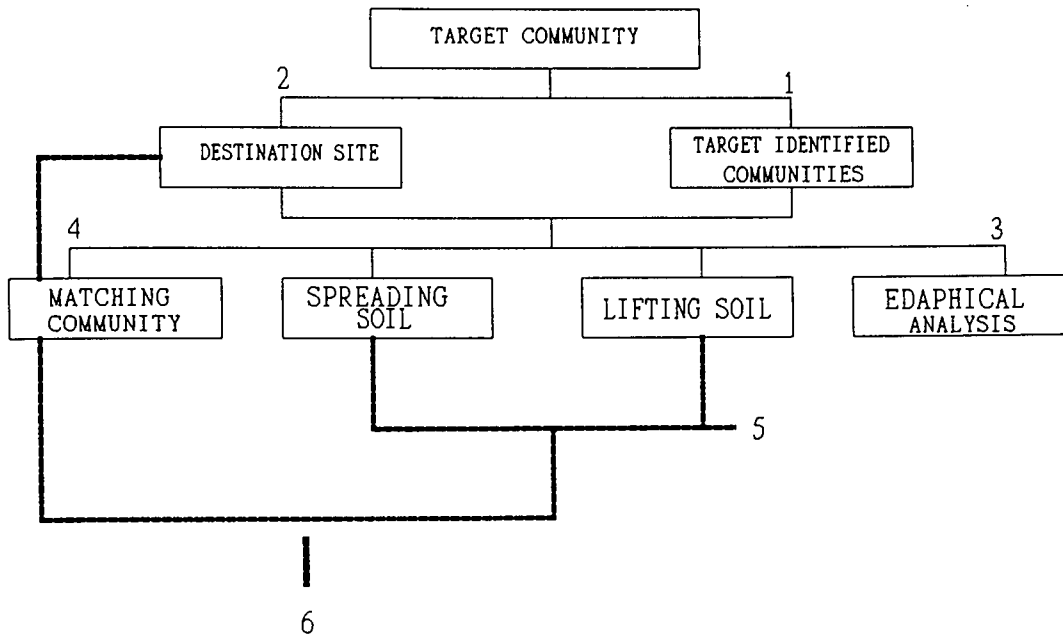 TARGET COMMUNITY
2
1
DESTINATION SITE
TARGET IDENTIFIED
COMMUNITIES
4
3
MATCHING
COMMUNITY
SPREADING
SOIL
LIFTING SOIL
EDAPHICAL
ANALYSIS
5
6